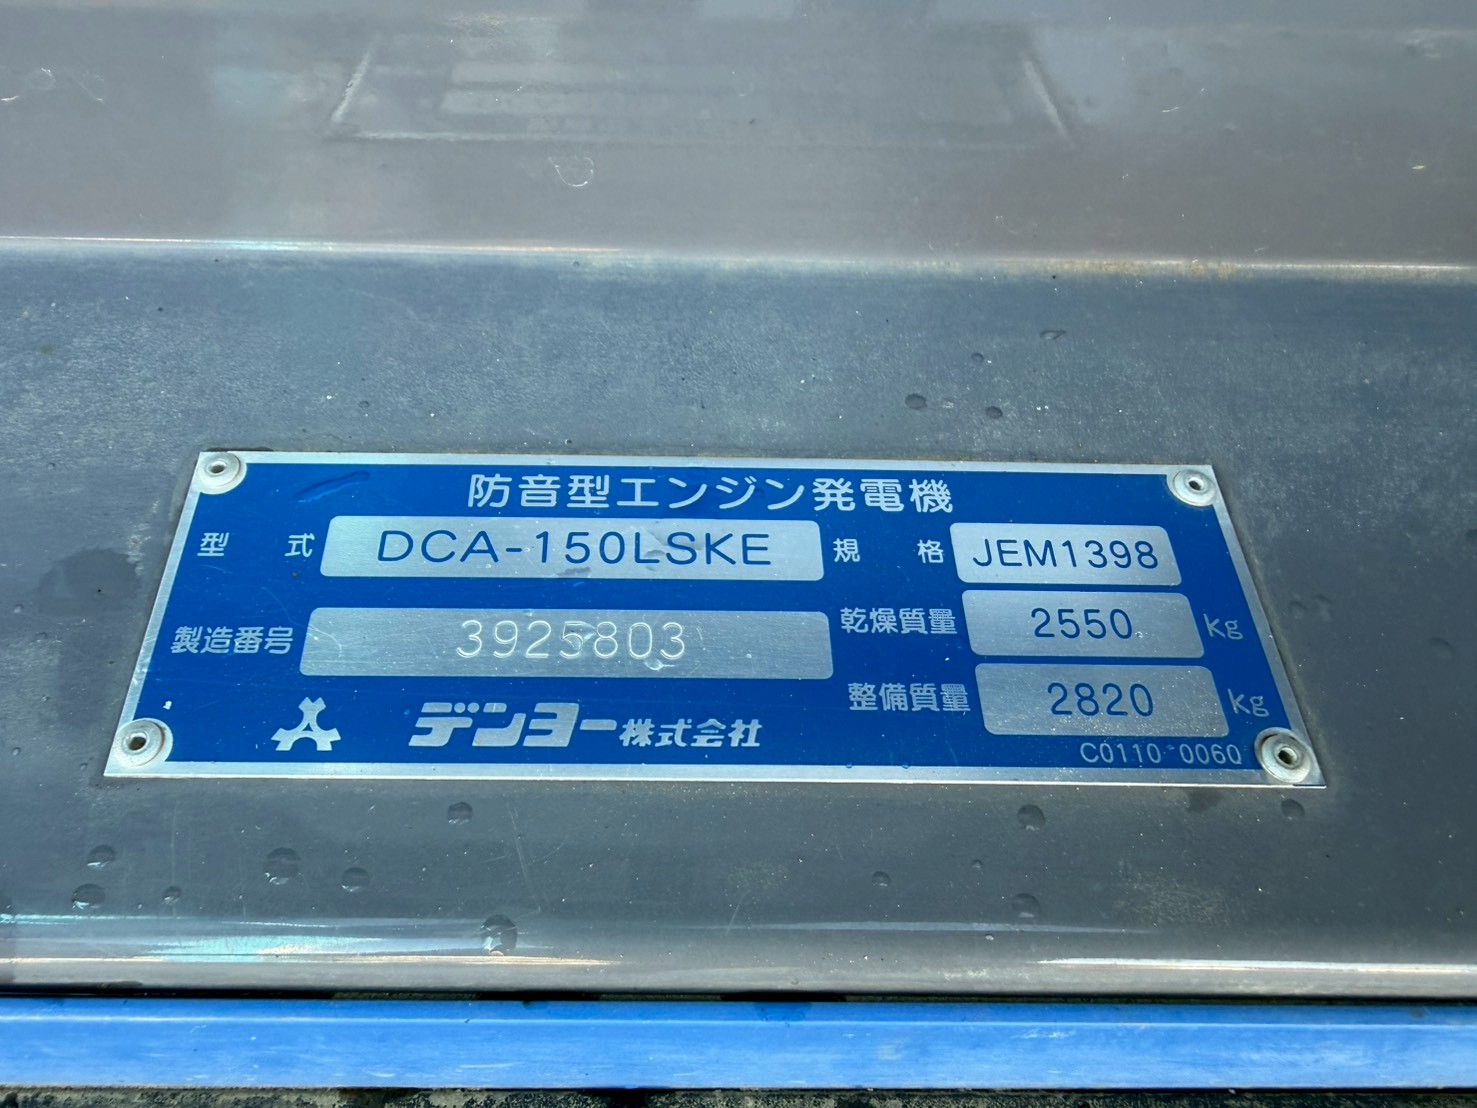 防音型エンジン発電機
型 式 DCA-150LSKE 規 格 JEM1398
製造番号 3925803 乾燥質量 2550 kg
整備質量 2820 kg
デンヨー株式会社
C0110 0060